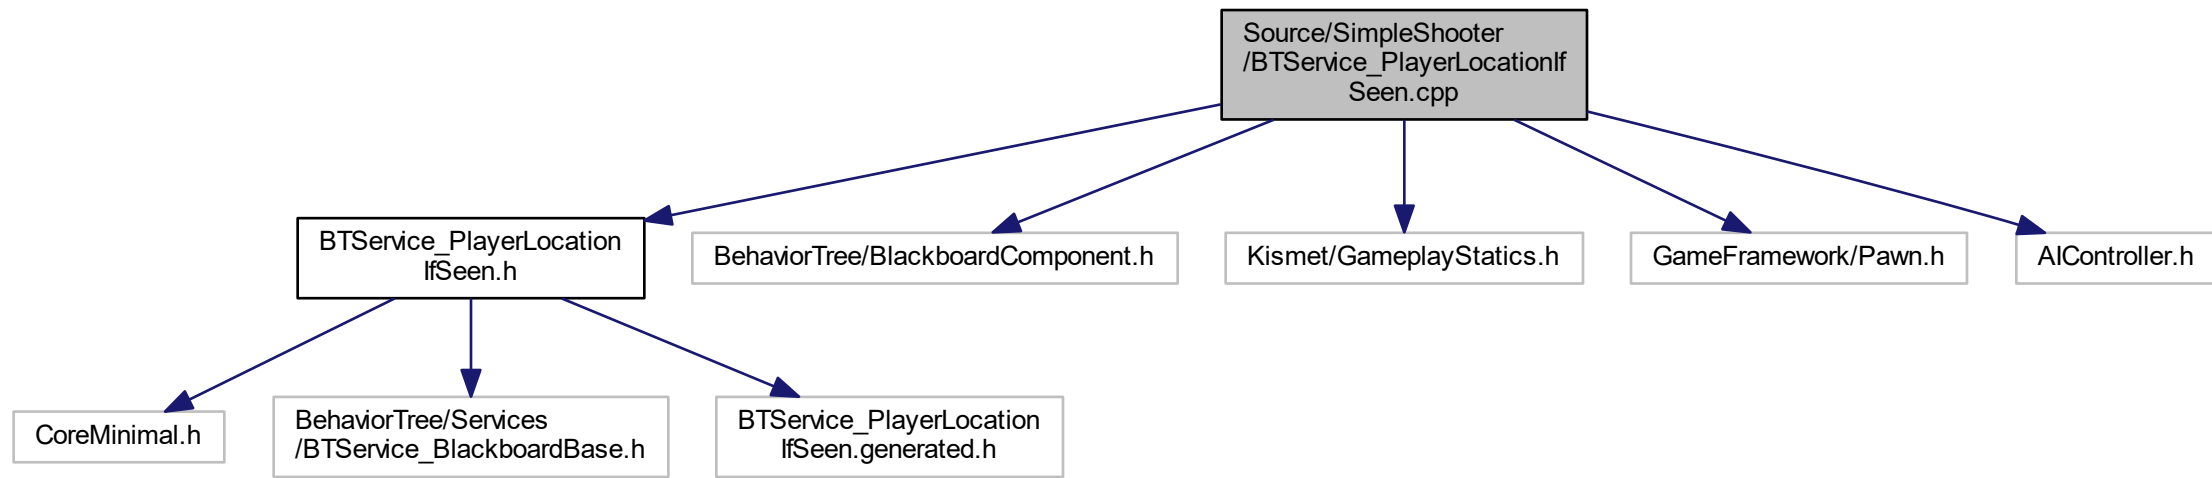 Source/SimpleShooter
/BTService_PlayerLocationIf
Seen.cpp
BTService_PlayerLocation
IfSeen.h
BehaviorTree/BlackboardComponent.h
Kismet/GameplayStatics.h
GameFramework/Pawn.h
AIController.h
CoreMinimal.h
BehaviorTree/Services
/BTService_BlackboardBase.h
BTService_PlayerLocation
IfSeen.generated.h